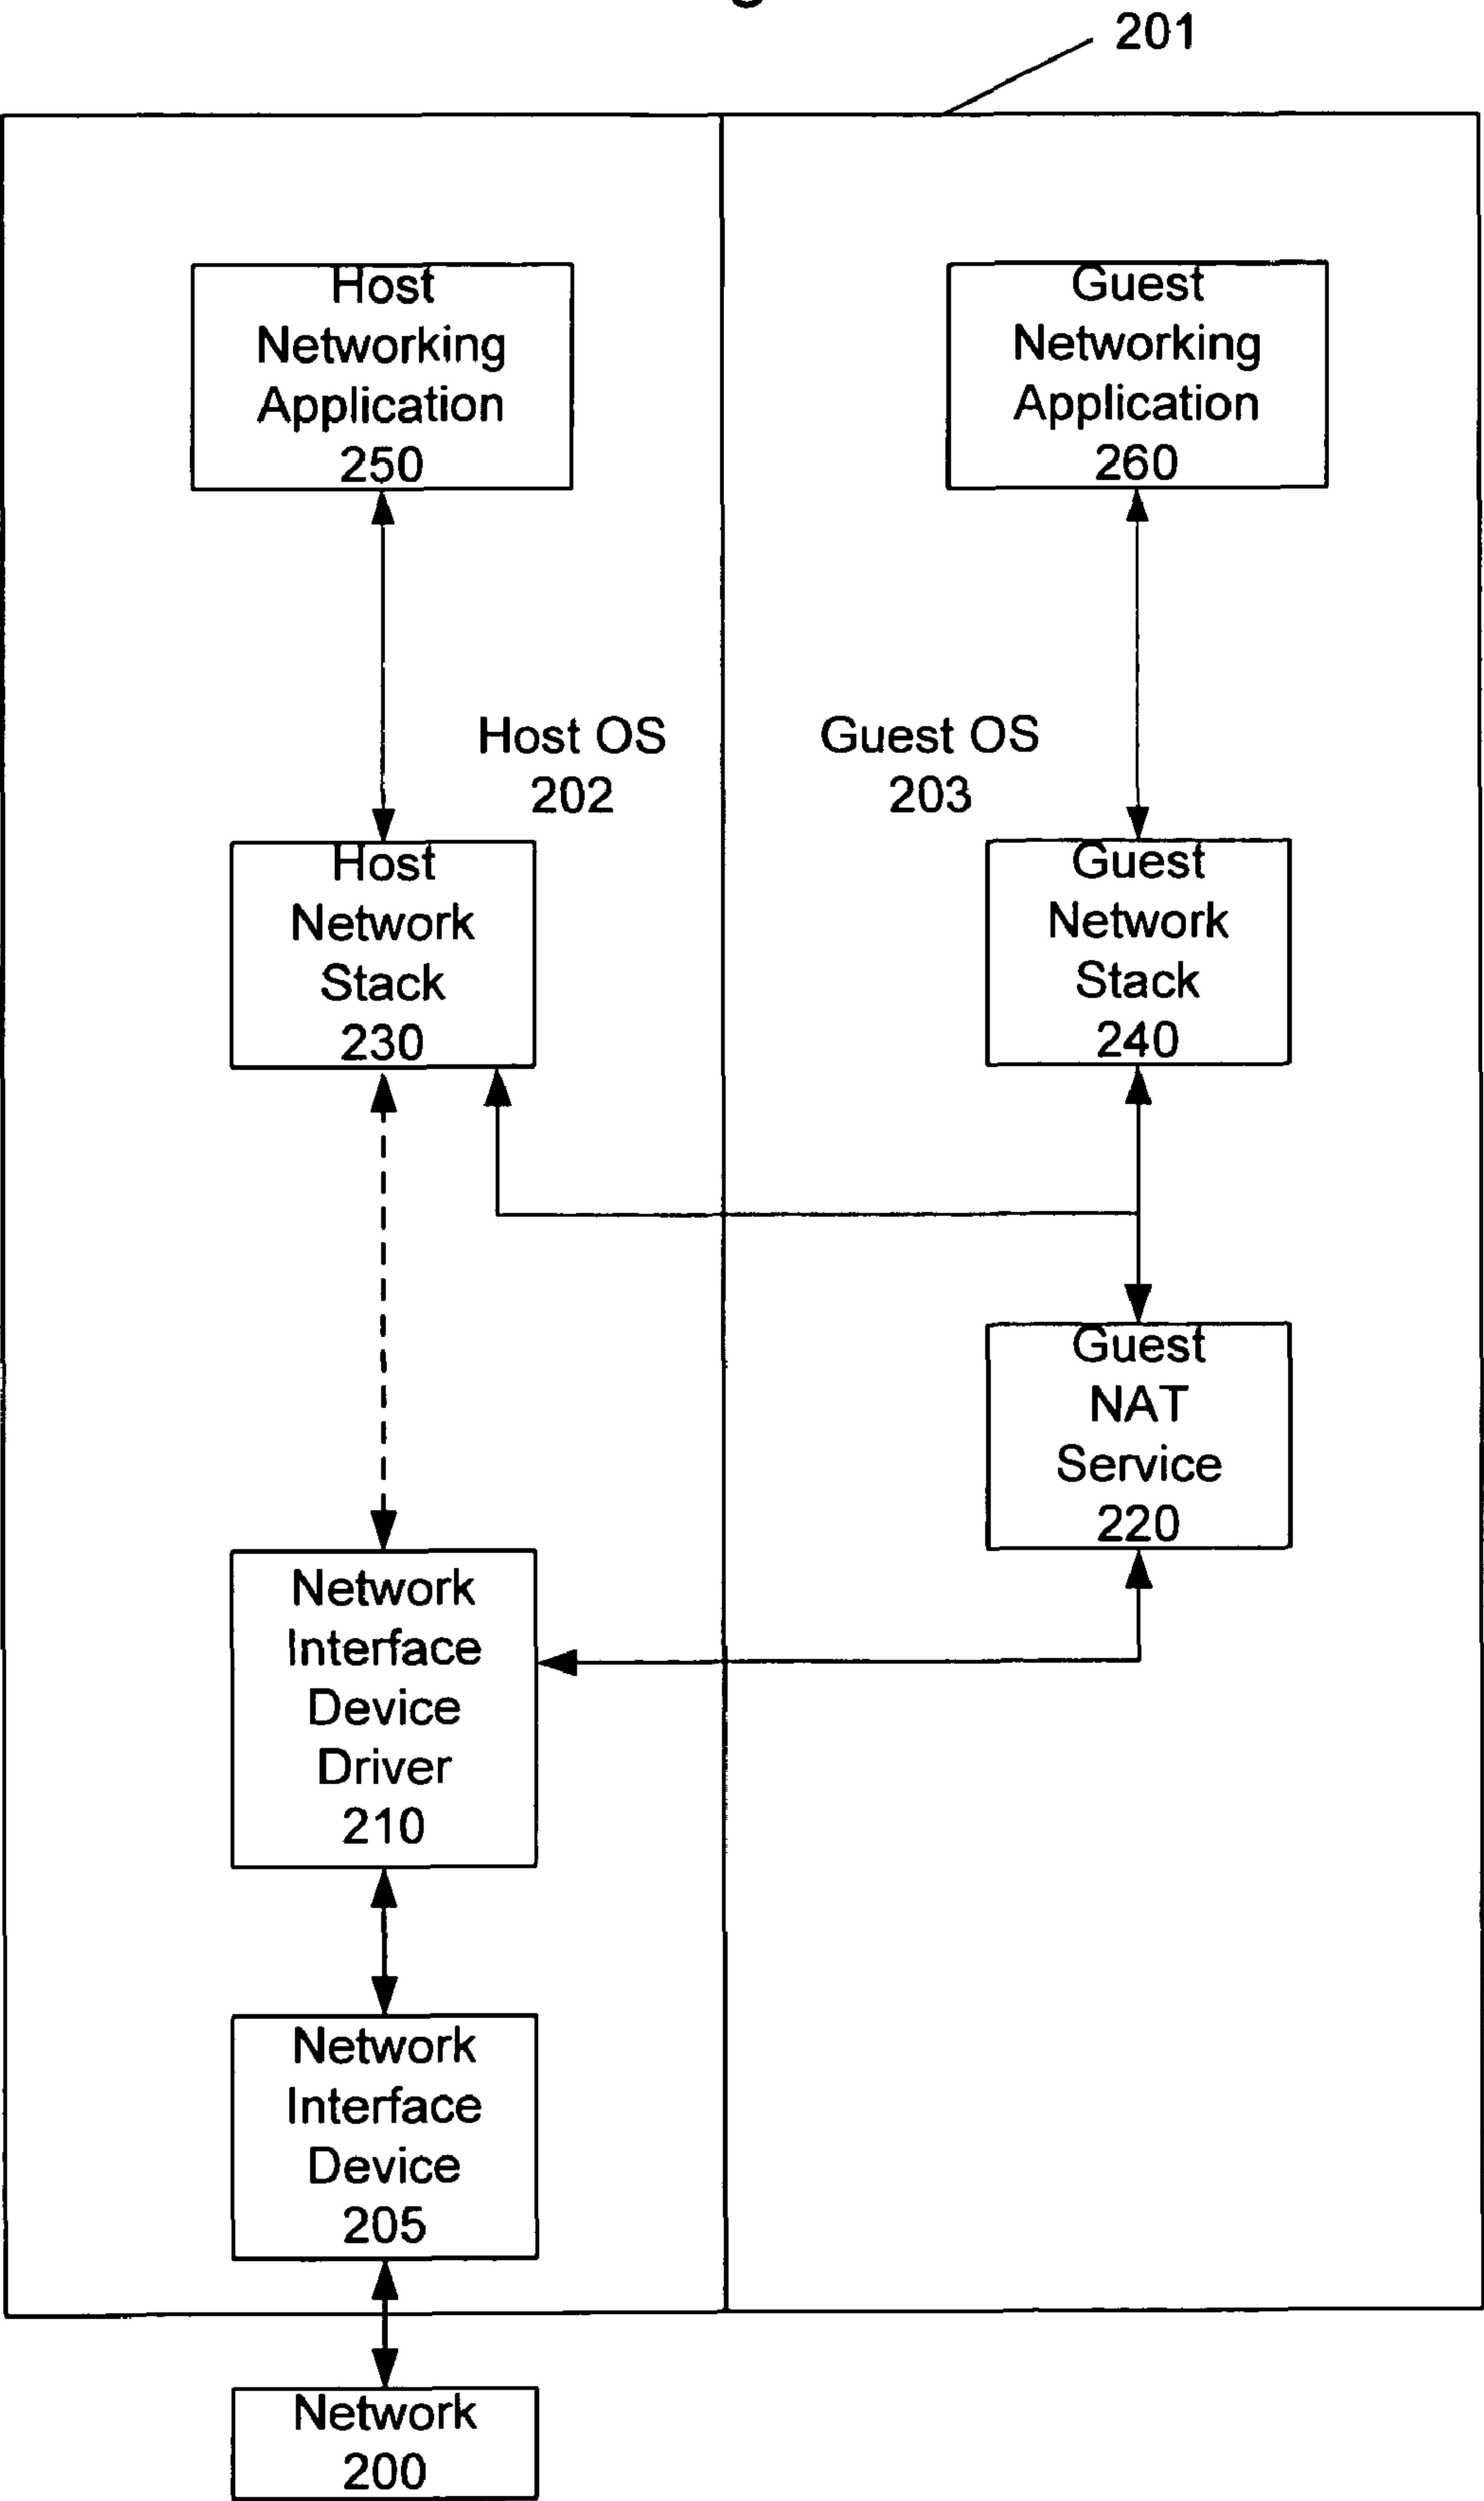 201
Host
Networking
Application
250
Guest
Networking
Application
260
Host OS
202
Guest OS
203
Host
Network
Stack
230
Guest
Network
Stack
240
Guest
NAT
Service
220
Network
Interface
Device
Driver
210
Network
Interface
Device
205
Network
200